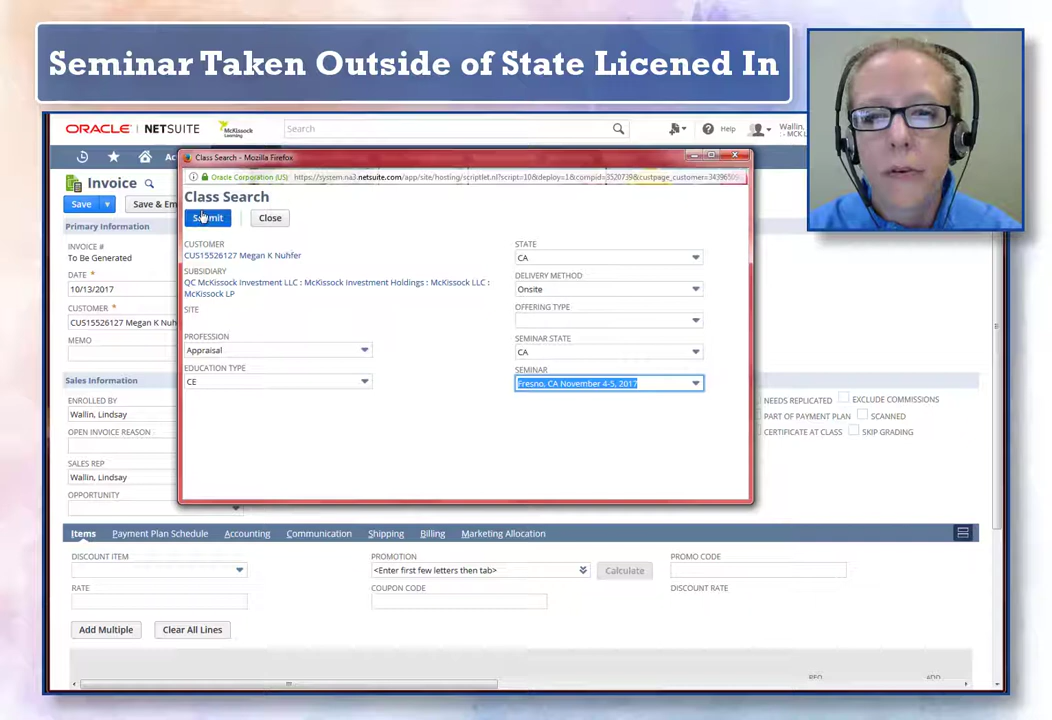 Seminar Taken Outside of State Licened In
ORACLE NETSUITE
McKissock
Learning
Search
Help
Wallin,
MCK
Class Search - Mozilla Firefox
Oracle Corporation (US)
Invoice
Class Search
Save
Save & Em
Submit
Close
Primary Information
CUSTOMER
CUS15526127 Megan K Nuhfer
STATE
CA
INVOICE #
To Be Generated
SUBSIDIARY
QC McKissock Investment LLC : McKissock Investment Holdings : McKissock LLC :
McKissock LP
DELIVERY METHOD
Onsite
DATE *
10/13/2017
SITE
OFFERING TYPE
CUSTOMER *
CUS15526127 Megan K Nuh
MEMO
PROFESSION
Appraisal
SEMINAR STATE
CA
EDUCATION TYPE
CE
SEMINAR
Fresno, CA November 4-5, 2017
Sales Information
ENROLLED BY
Wallin, Lindsay
NEEDS REPLICATED
EXCLUDE COMMISSIONS
PART OF PAYMENT PLAN
SCANNED
CERTIFICATE AT CLASS
SKIP GRADING
OPEN INVOICE REASON
SALES REP
Wallin, Lindsay
OPPORTUNITY
Items Payment Plan Schedule Accounting Communication Shipping Billing Marketing Allocation
DISCOUNT ITEM
PROMOTION
<Enter first few letters then tab>
Calculate
PROMO CODE
RATE
COUPON CODE
DISCOUNT RATE
Add Multiple
Clear All Lines